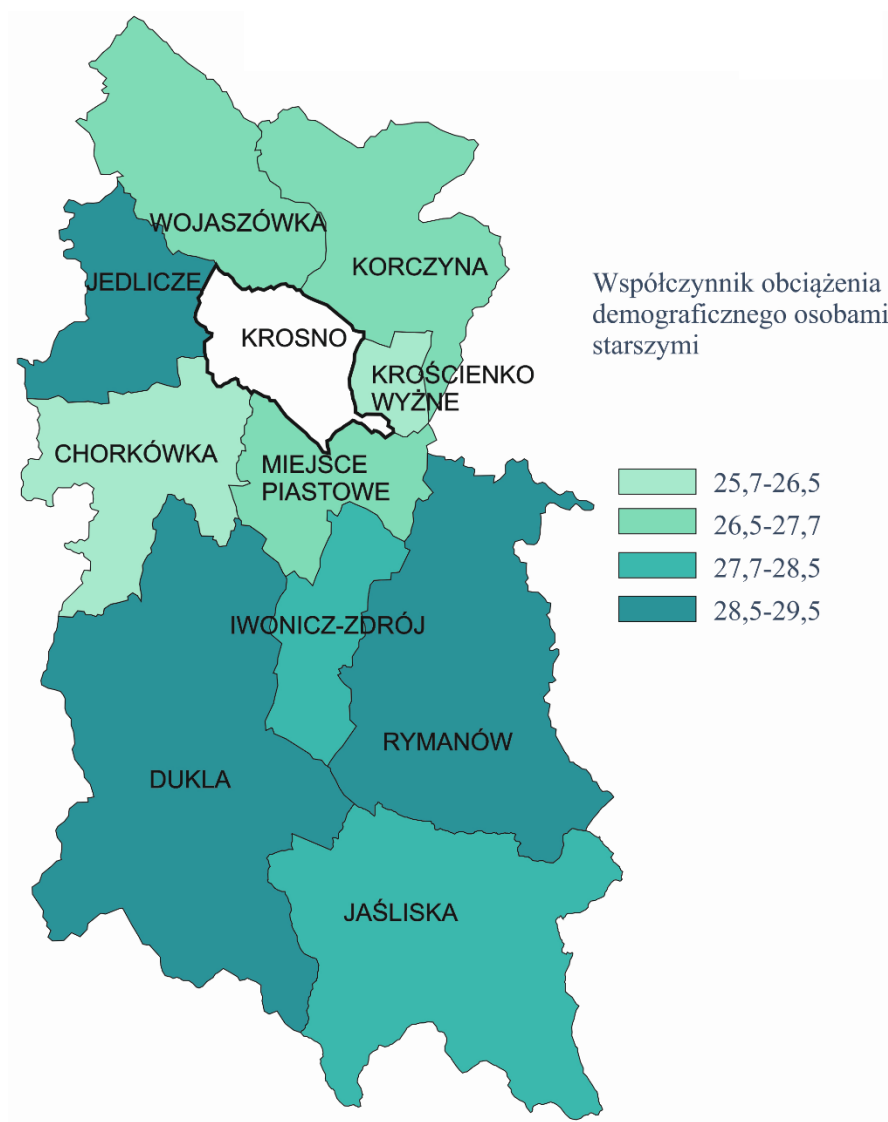 WOJASZÓWKA
KORCZYNA
JEDLICZE
KROSNO
KROŚCIENKO
WYŻNE
CHORKÓWKA
MIEJSCE
PIASTOWE
IWONICZ-ZDRÓJ
RYMANÓW
DUKLA
JAŚLISKA
Współczynnik obciążenia
demograficznego osobami
starszymi
25,7-26,5
26,5-27,7
27,7-28,5
28,5-29,5